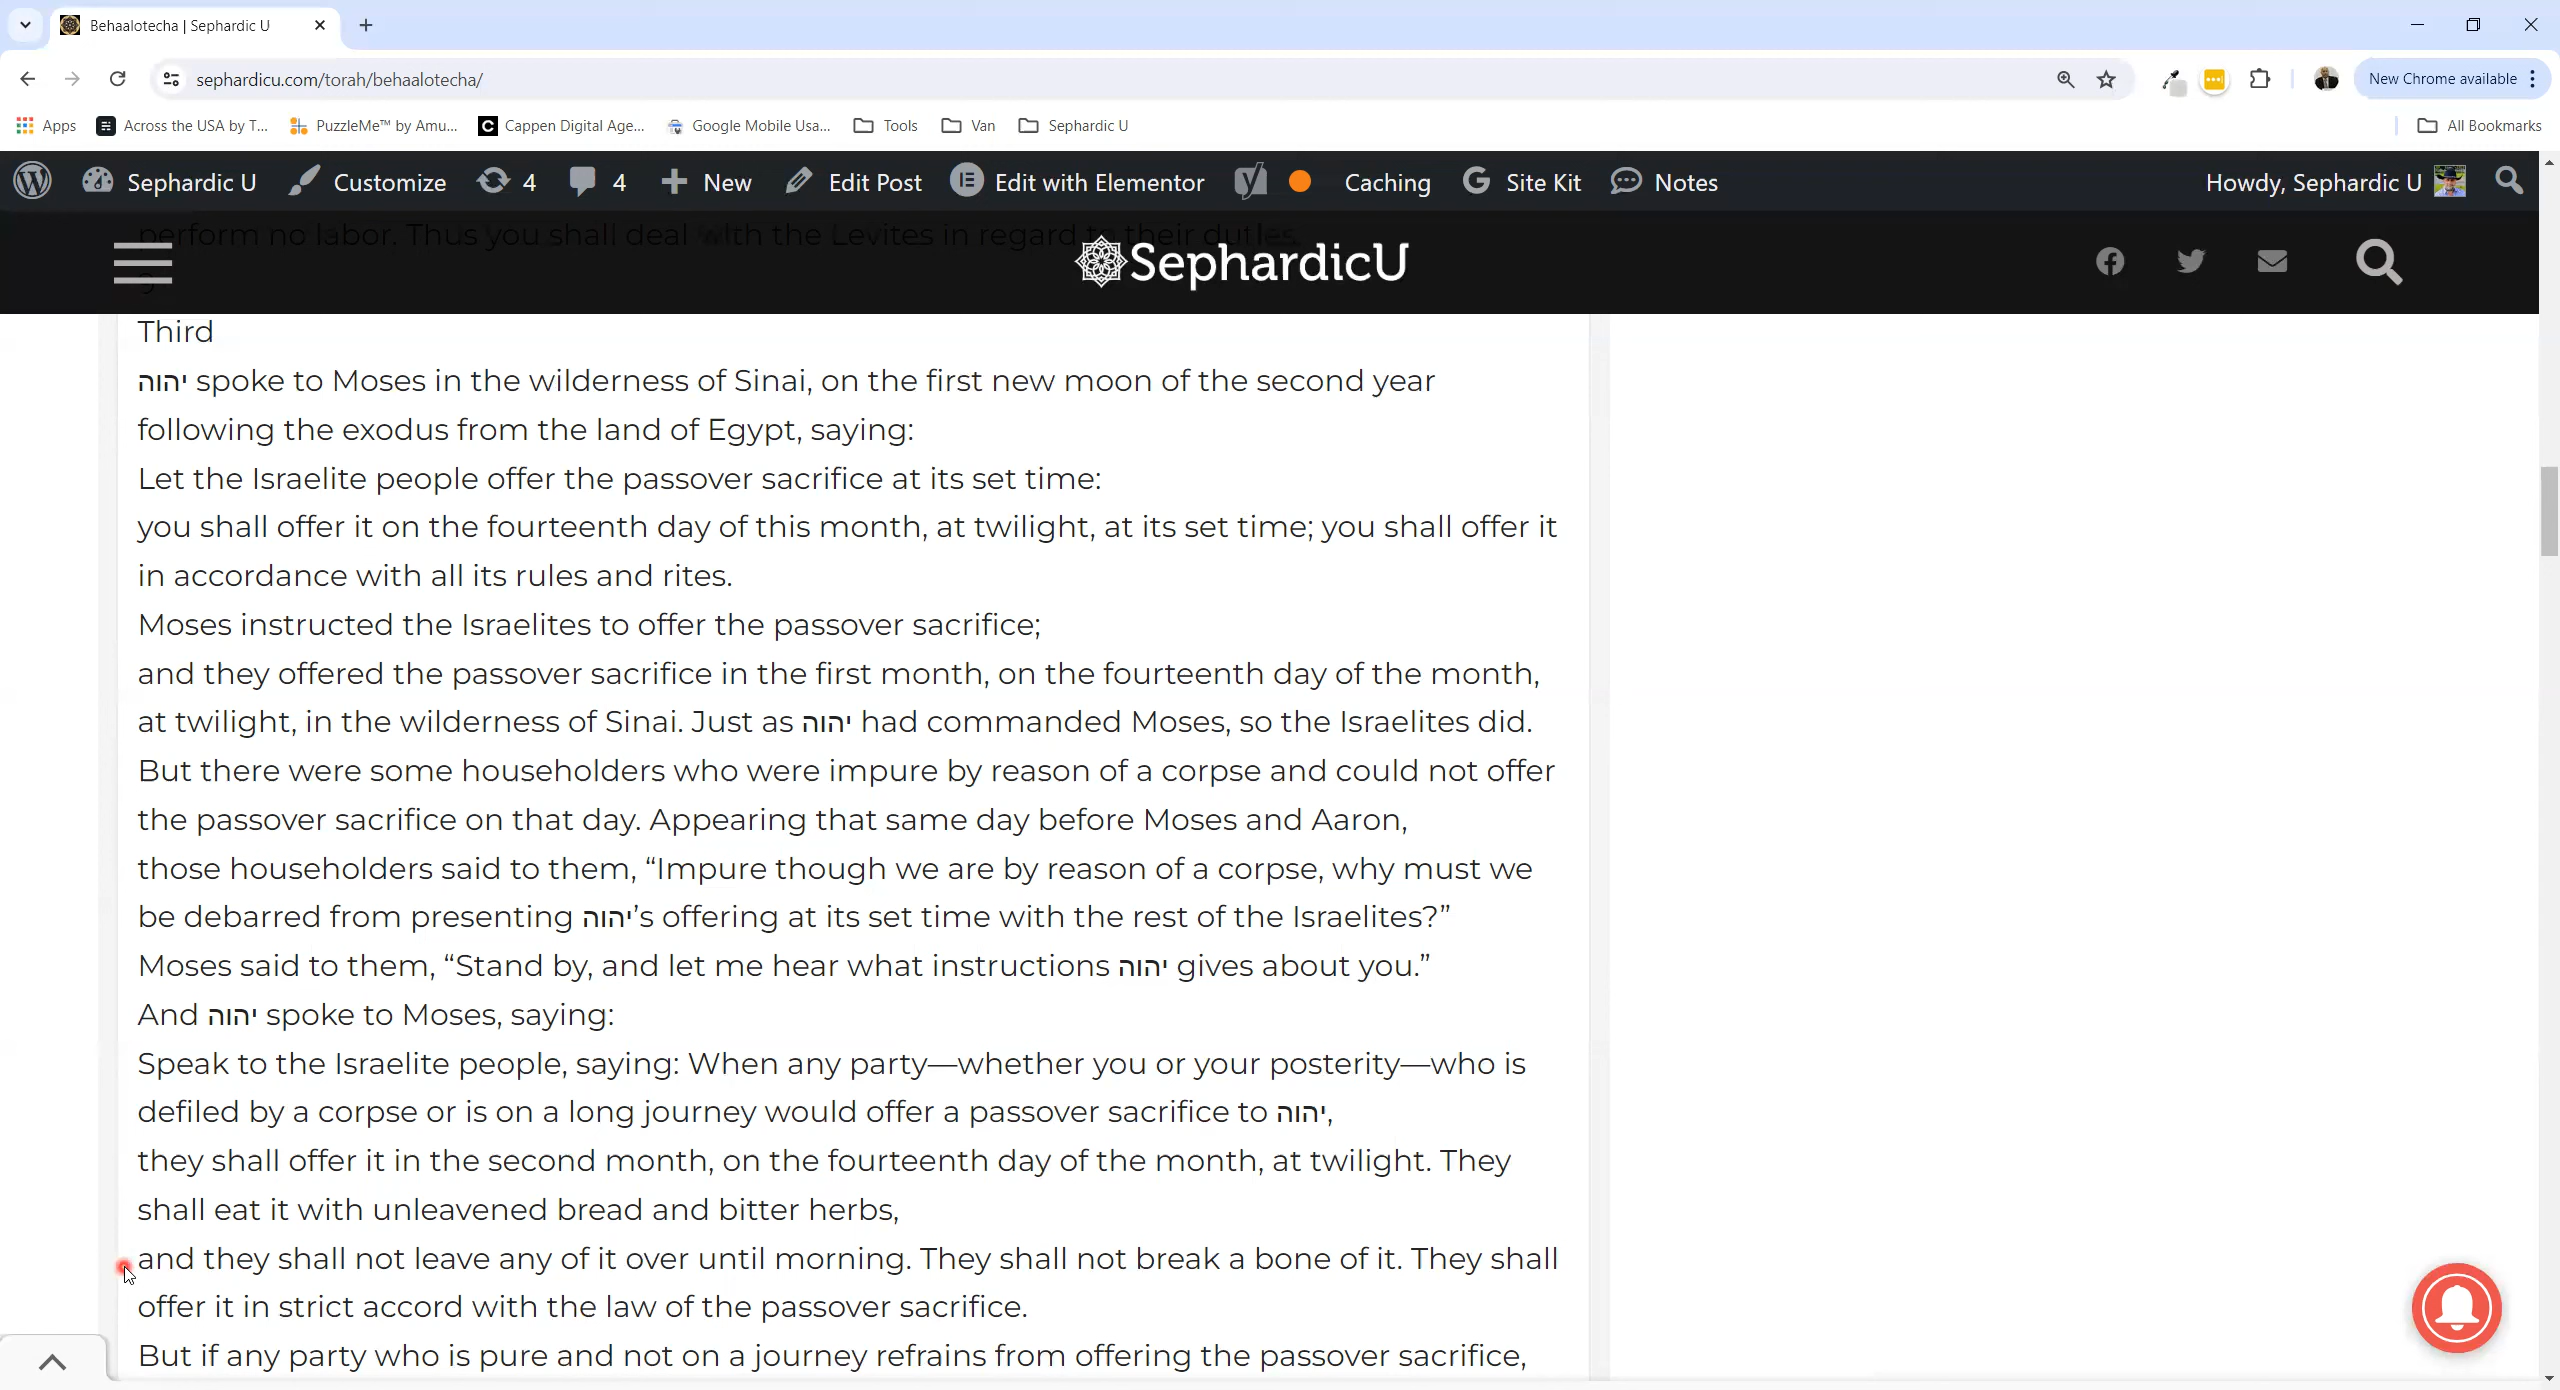 Behaalotecha | Sephardic U
sephardicu.com/torah/behaalotecha/
New Chrome available
Apps
Across the USA by T...
PuzzleMe™ by Amu...
Cappen Digital Age...
Google Mobile Usa...
Tools
Van
Sephardic U
All Bookmarks
Sephardic U
Customize
4
4
New
Edit Post
Edit with Elementor
Caching
Site Kit
Notes
Howdy, Sephardic U
perform no labor. Thus you shall deal with the Levites in regard to their duties.
SephardicU
Third
יהוה spoke to Moses in the wilderness of Sinai, on the first new moon of the second year
following the exodus from the land of Egypt, saying:
Let the Israelite people offer the passover sacrifice at its set time:
you shall offer it on the fourteenth day of this month, at twilight, at its set time; you shall offer it
in accordance with all its rules and rites.
Moses instructed the Israelites to offer the passover sacrifice;
and they offered the passover sacrifice in the first month, on the fourteenth day of the month,
at twilight, in the wilderness of Sinai. Just as יהוה had commanded Moses, so the Israelites did.
But there were some householders who were impure by reason of a corpse and could not offer
the passover sacrifice on that day. Appearing that same day before Moses and Aaron,
those householders said to them, “Impure though we are by reason of a corpse, why must we
be debarred from presenting יהוה’s offering at its set time with the rest of the Israelites?”
Moses said to them, “Stand by, and let me hear what instructions יהוה gives about you.”
And יהוה spoke to Moses, saying:
Speak to the Israelite people, saying: When any party—whether you or your posterity—who is
defiled by a corpse or is on a long journey would offer a passover sacrifice to יהוה,
they shall offer it in the second month, on the fourteenth day of the month, at twilight. They
shall eat it with unleavened bread and bitter herbs,
and they shall not leave any of it over until morning. They shall not break a bone of it. They shall
offer it in strict accord with the law of the passover sacrifice.
But if any party who is pure and not on a journey refrains from offering the passover sacrifice,